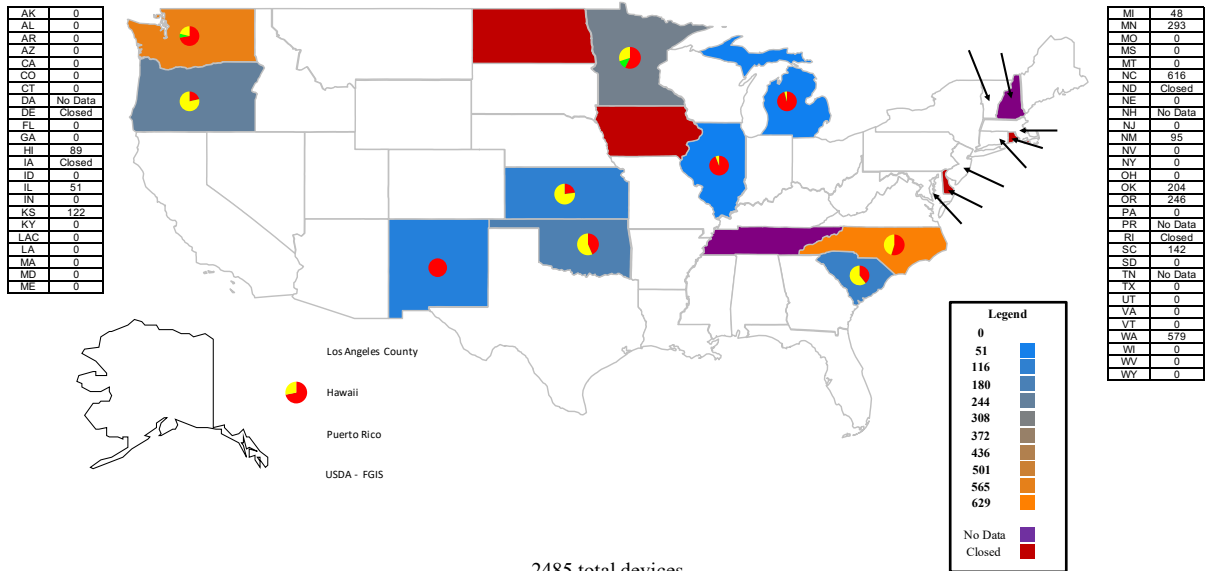 AK 0
AL 0
AR 0
AZ 0
CA 0
CO 0
CT 0
DA No Data
DE Closed
FL 0
GA 0
HI 89
IA Closed
ID 0
IL 51
IN 0
KS 122
KY 0
LAC 0
LA 0
MA 0
MD 0
ME 0
MI 48
MN 293
MO 0
MS 0
MT 0
NC 616
ND Closed
NE 0
NH No Data
NJ 0
NM 95
NV 0
NY 0
OH 0
OK 204
OR 246
PA 0
PR No Data
RI Closed
SC 142
SD 0
TN No Data
TX 0
UT 0
VA 0
VT 0
WA 579
WI 0
WV 0
WY 0
Los Angeles County
Hawaii
Puerto Rico
USDA - FGIS
Legend
0
51
116
180
244
308
372
436
501
565
629
No Data
Closed
2485 total devices